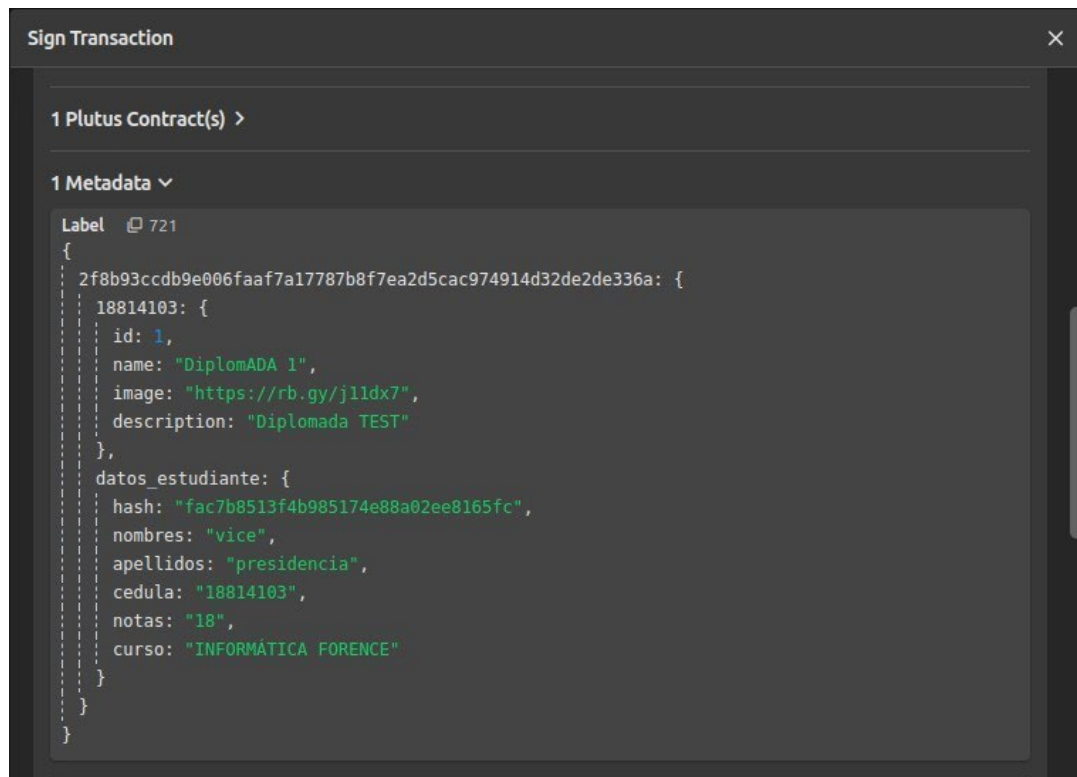 Sign Transaction
1 Plutus Contract(s)
1 Metadata
Label 721
{
2f8b93ccdb9e006faaf7a17787b8f7ea2d5cac974914d32de2de336a: {
18814103: {
id: 1,
name: "DiplomADA 1",
image: "https://rb.gy/j11dx7",
description: "Diplomada TEST"
},
datos_estudiante: {
hash: "fac7b8513f4b985174e88a02ee8165fc",
nombres: "vice",
apellidos: "presidencia",
cedula: "18814103",
notas: "18",
curso: "INFORMÁTICA FORENCE"
}
}
}